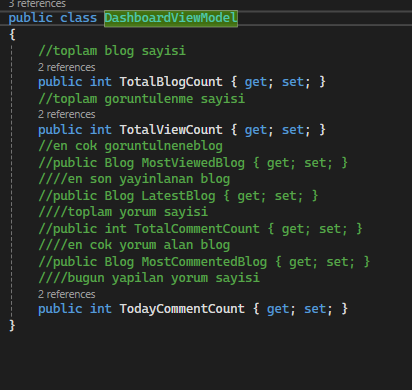 3 references
public class DashboardViewModel
{
//toplam blog sayisi
2 references
public int TotalBlogCount { get; set; }
//toplam goruntulenme sayisi
2 references
public int TotalViewCount { get; set; }
//en cok goruntulneneblog
//public Blog MostViewedBlog { get; set; }
////en son yayinlanan blog
//public Blog LatestBlog { get; set; }
////toplam yorum sayisi
//public int TotalCommentCount { get; set; }
////en cok yorum alan blog
//public Blog MostCommentedBlog { get; set; }
////bugun yapilan yorum sayisi
2 references
public int TodayCommentCount { get; set; }
}